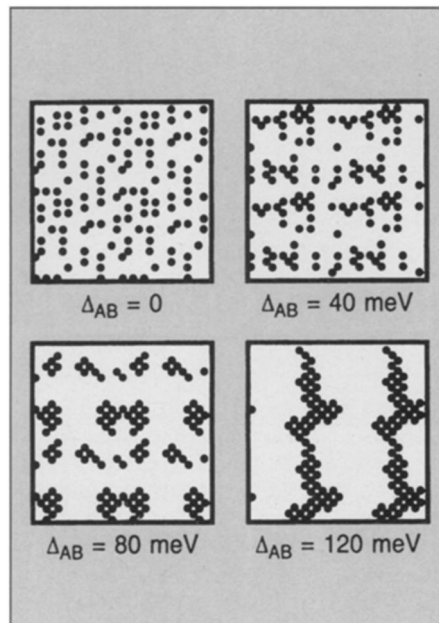 Δ_AB = 0
Δ_AB = 40 meV
Δ_AB = 80 meV
Δ_AB = 120 meV